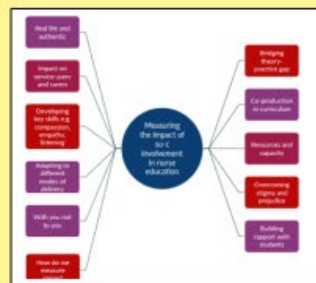 Real life and
authentic
Impact on
service users
and carers
Developing
key skills e.g.
compassion,
empathy,
listening
Adapting to
different
modes of
delivery
With you not
to you
How do we
measure
Measuring
the impact of
su-c
involvement
in nurse
education
Bridging
theory-
practice gap
Co-production
in curriculum
Resources and
capacity
Overcoming
stigma and
prejudice
Building
rapport with
students